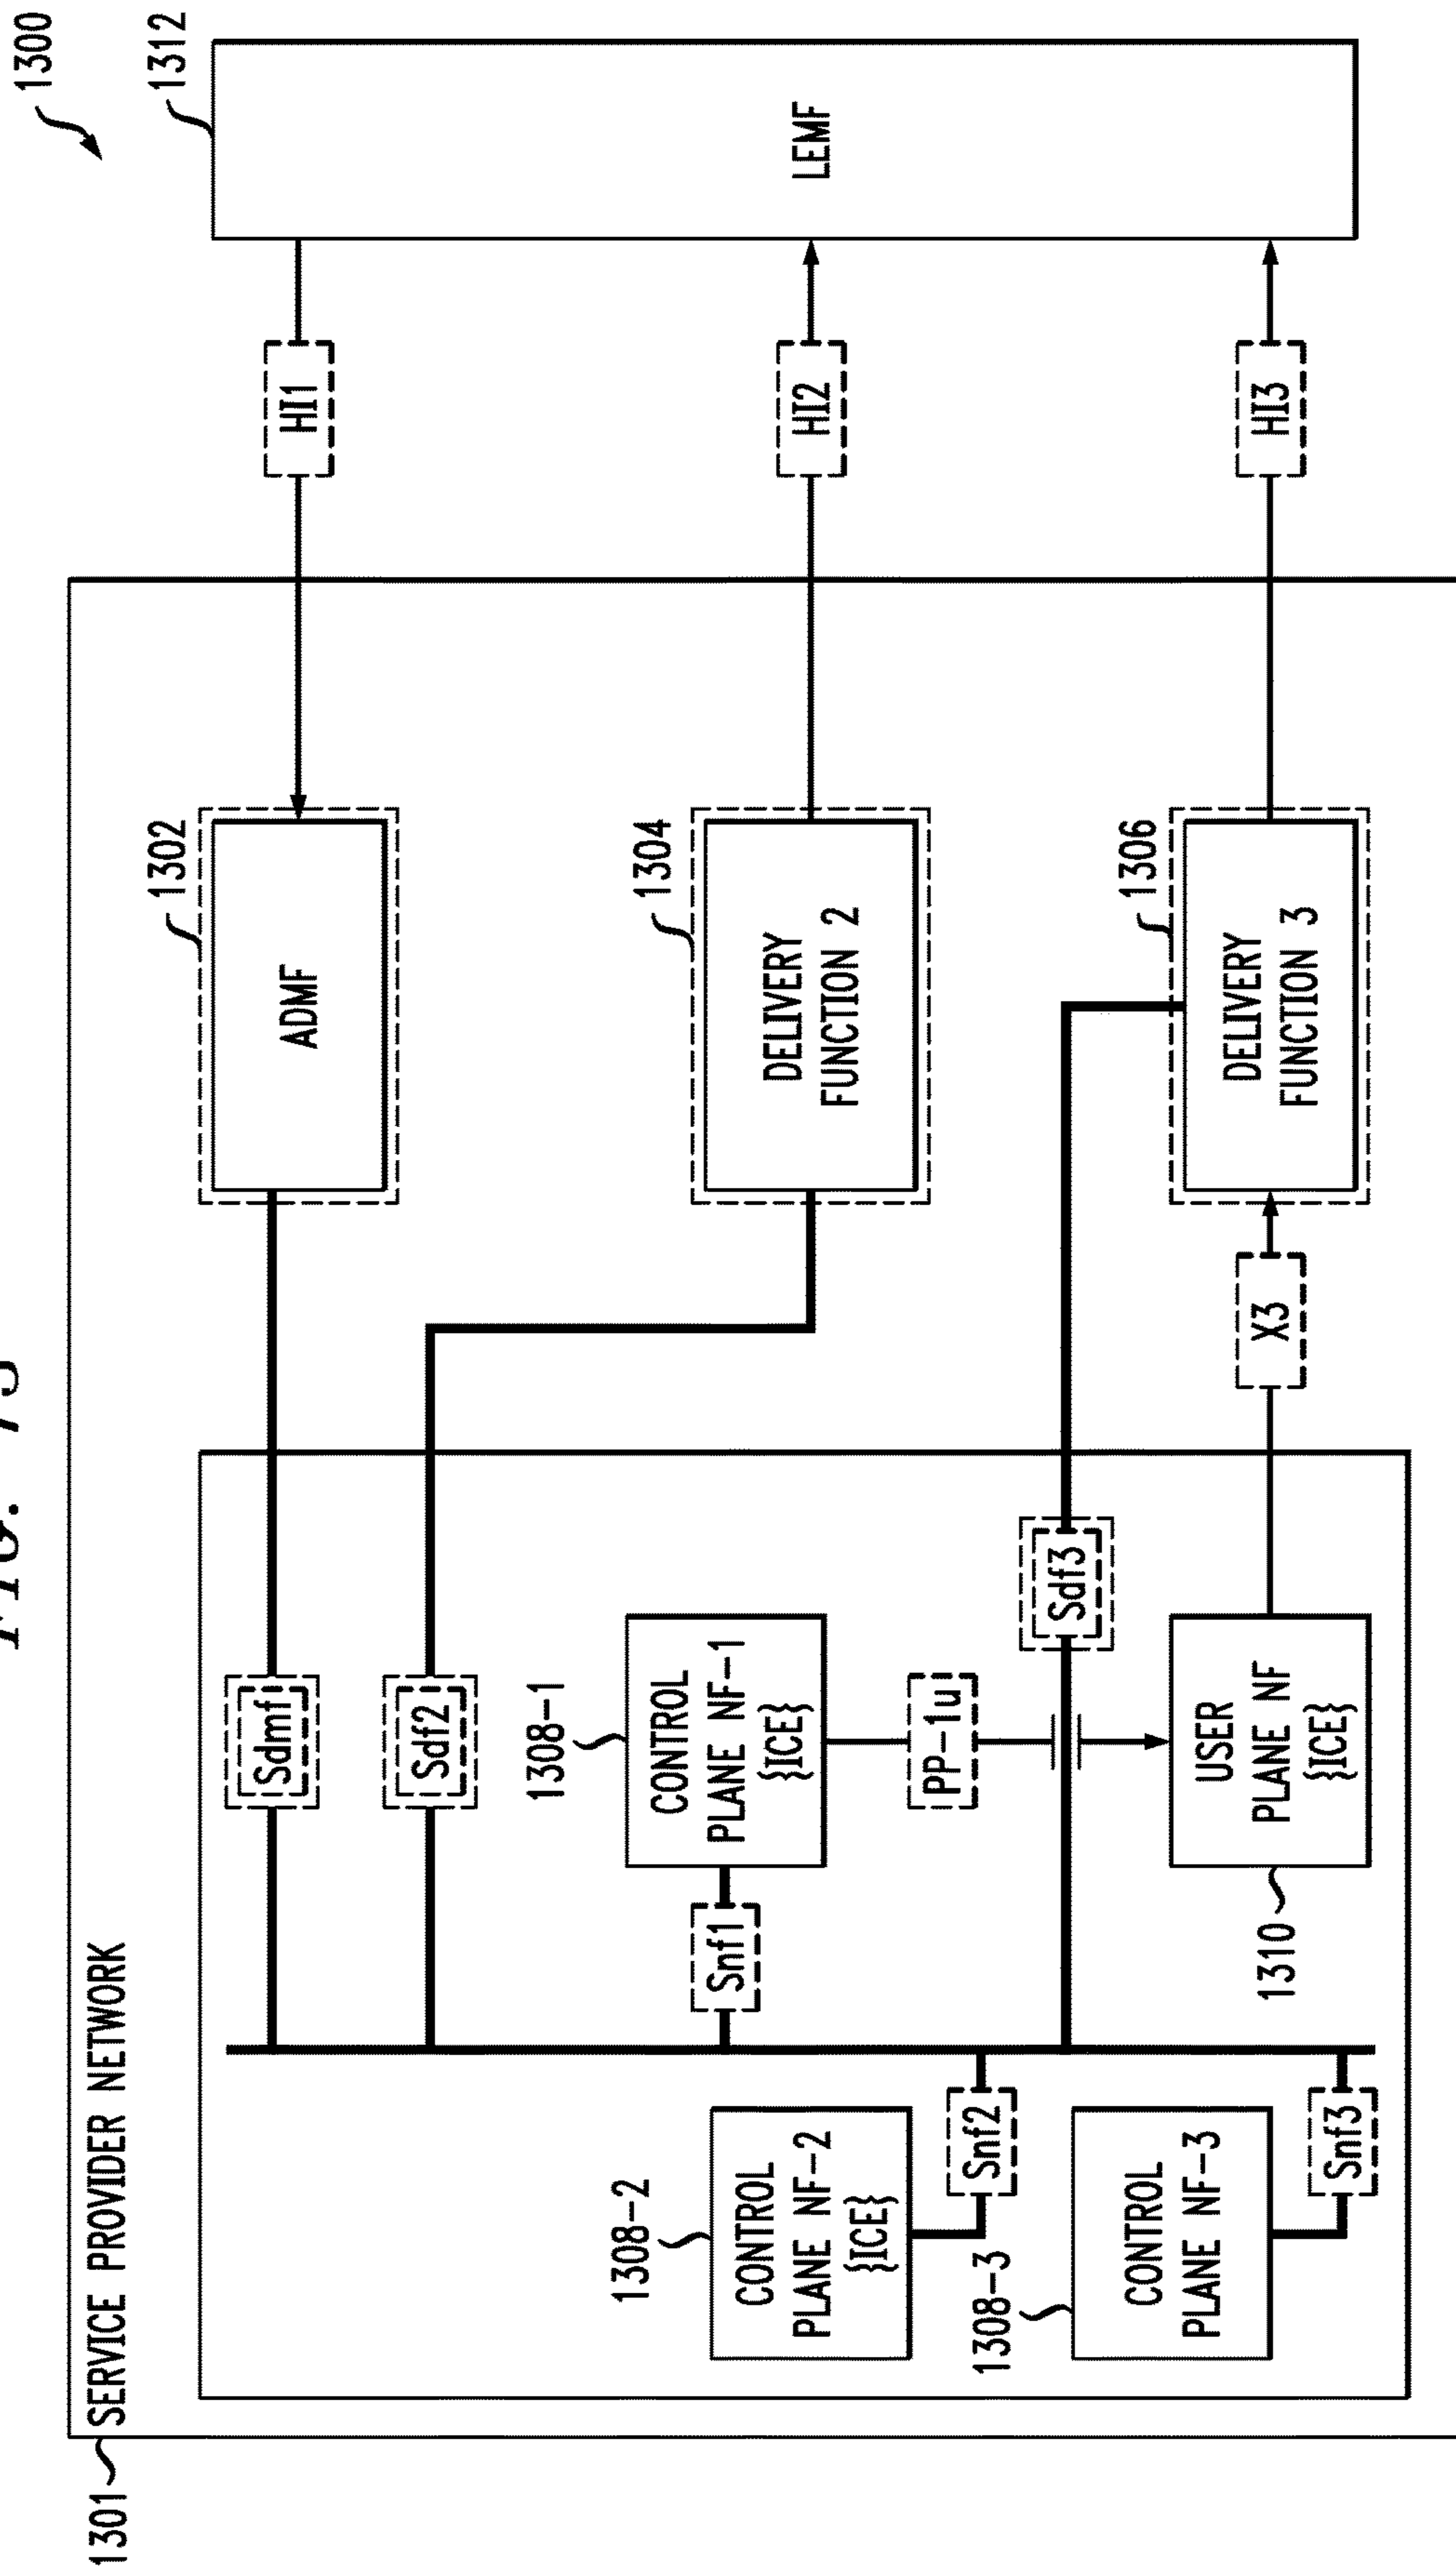 FIG. 13
1300
1301
SERVICE PROVIDER NETWORK
1312
LEMF
HI1
HI2
HI3
1302
ADMF
1304
DELIVERY
FUNCTION 2
1306
DELIVERY
FUNCTION 3
X3
Sdmf
Sdf2
Sdf3
1308-1
CONTROL
PLANE NF-1
{ICE}
PP-1u
Snf1
1310
USER
PLANE NF
{ICE}
1308-2
CONTROL
PLANE NF-2
{ICE}
Snf2
1308-3
CONTROL
PLANE NF-3
Snf3